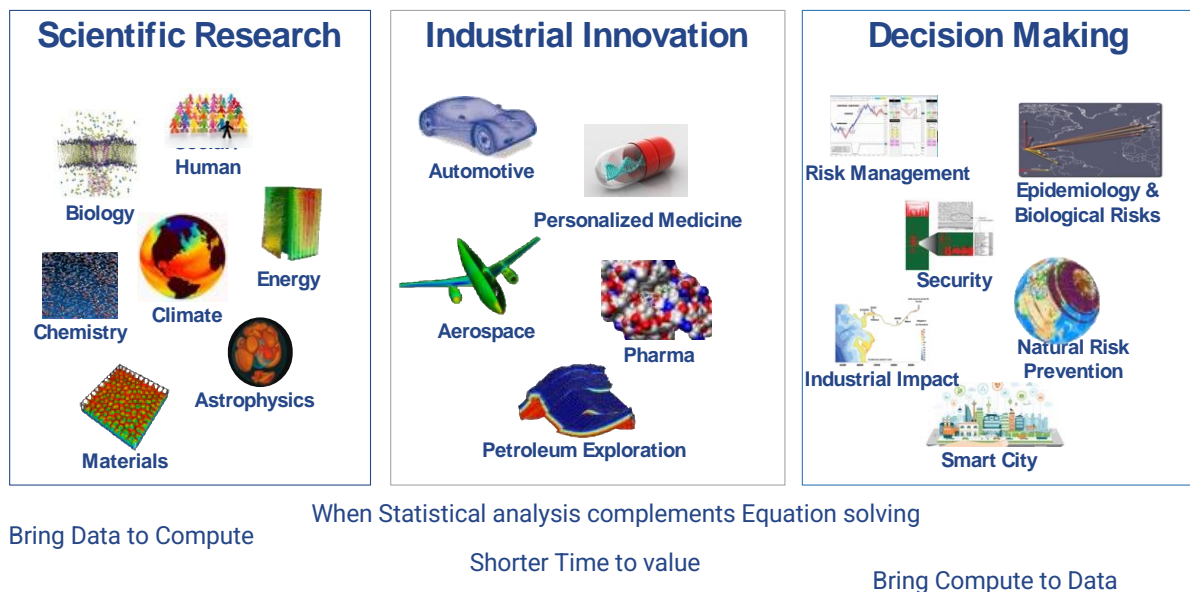 Scientific Research
Human
Biology
Energy
Climate
Chemistry
Astrophysics
Materials
Industrial Innovation
Automotive
Personalized Medicine
Aerospace
Pharma
Petroleum Exploration
Decision Making
Risk Management
Epidemiology &
Biological Risks
Security
Natural Risk
Prevention
Industrial Impact
Smart City
When Statistical analysis complements Equation solving
Bring Data to Compute
Shorter Time to value
Bring Compute to Data